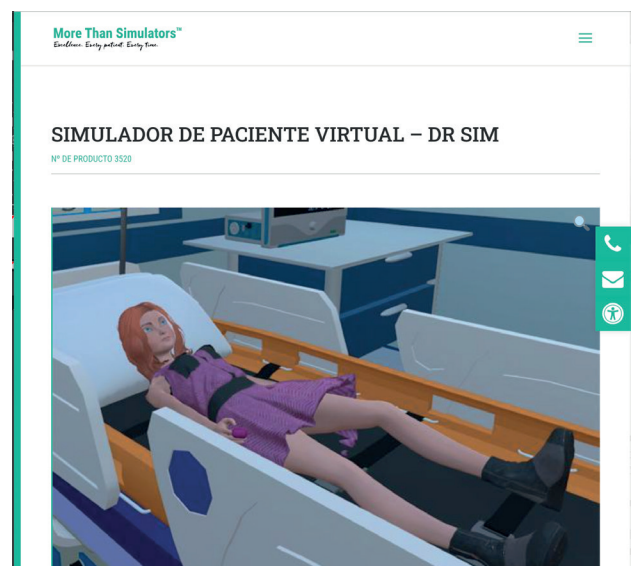 More Than Simulators™
Excellence. Every patient. Every time.
SIMULADOR DE PACIENTE VIRTUAL – DR SIM
Nº DE PRODUCTO 3520